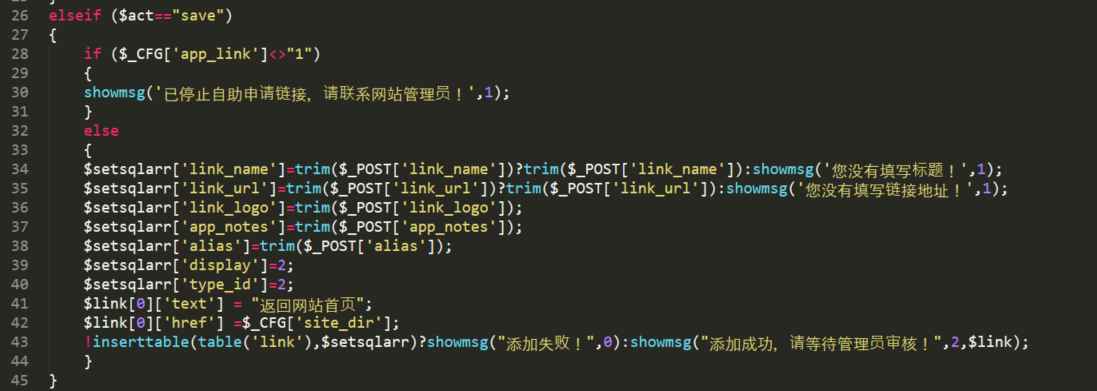 26 elseif ($act=="save")
27 {
28 if ($_CFG['app_link']<>"1")
29 {
30 showmsg('已停止自助申请链接，请联系网站管理员！',1);
31 }
32 else
33 {
34 $setsqlarr['link_name']=trim($_POST['link_name'])?trim($_POST['link_name']):showmsg('您没有填写标题！',1);
35 $setsqlarr['link_url']=trim($_POST['link_url'])?trim($_POST['link_url']):showmsg('您没有填写链接地址！',1);
36 $setsqlarr['link_logo']=trim($_POST['link_logo']);
37 $setsqlarr['app_notes']=trim($_POST['app_notes']);
38 $setsqlarr['alias']=trim($_POST['alias']);
39 $setsqlarr['display']=2;
40 $setsqlarr['type_id']=2;
41 $link[0]['text'] = "返回网站首页";
42 $link[0]['href'] =$_CFG['site_dir'];
43 !inserttable(table('link'),$setsqlarr)?showmsg("添加失败！",0):showmsg("添加成功，请等待管理员审核！",2,$link);
44 }
45 }